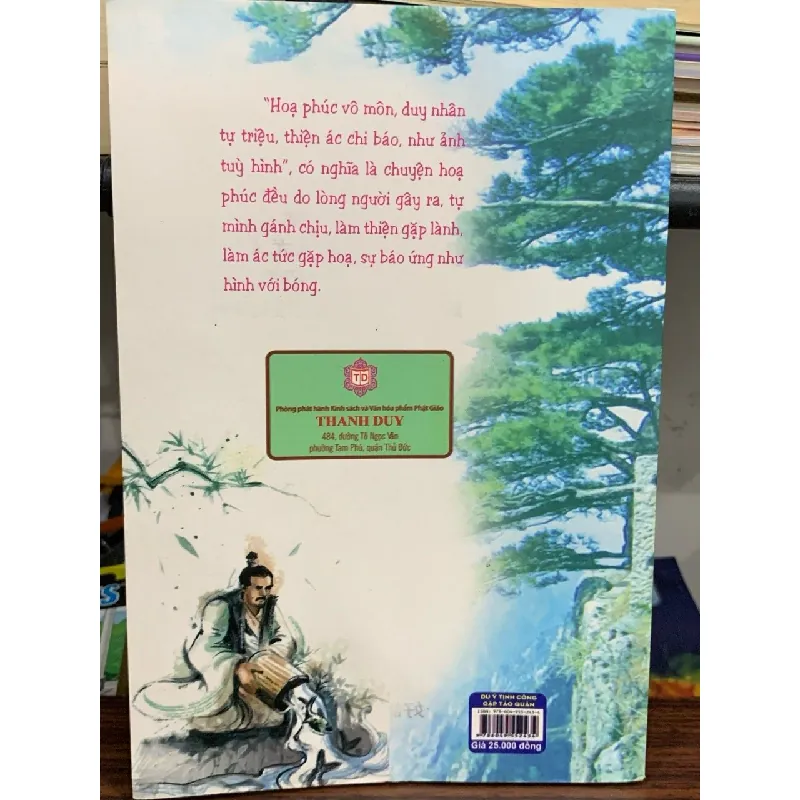 "Hoạ phúc vô môn, duy nhân
tự triệu, thiện ác chi báo, như ảnh
tuỳ hình", có nghĩa là chuyện hoạ
phúc đều do lòng người gây ra, tự
mình gánh chịu, làm thiện gặp lành,
làm ác tức gặp hoạ, sự báo ứng như
hình với bóng.
TD
Phòng phát hành Kinh sách và Văn hóa phẩm Phật Giáo
THANH DUY
484, đường Tô Ngọc Vân
phường Tam Phú, quận Thủ Đức
DU Ý TỊNH CÔNG
GẶP TÁO QUÂN
Giá 25.000 đồng